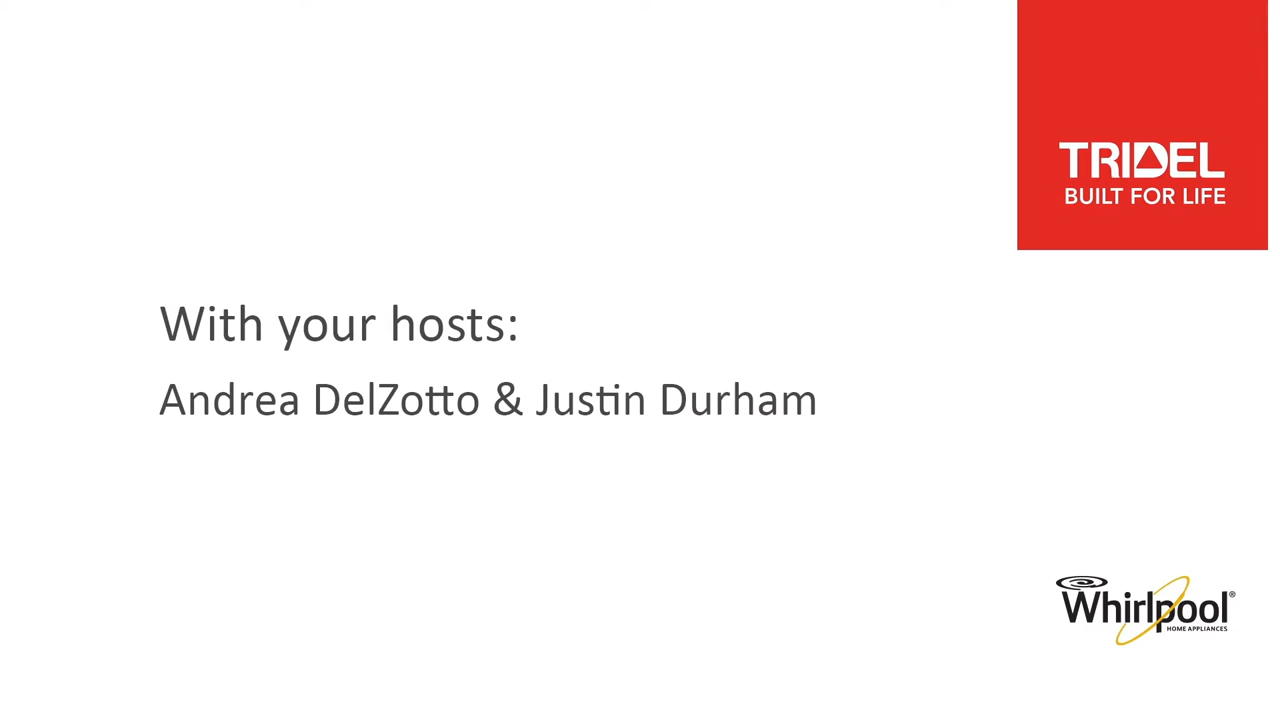 TRIDEL
BUILT FOR LIFE
With your hosts:
Andrea DelZotto & Justin Durham
Whirlpool®
HOME APPLIANCES